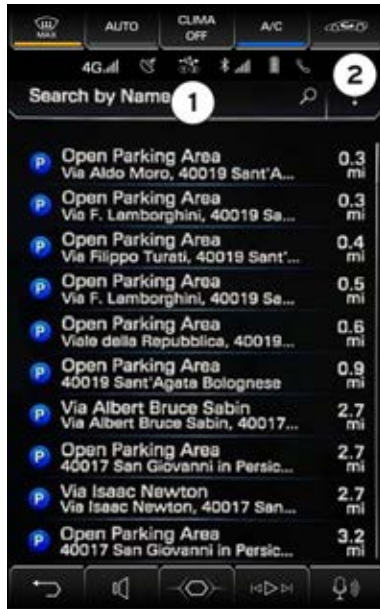 MAX
AUTO
CLIMA
OFF
A/C
4G
2
Search by Name
1
P Open Parking Area 0.3
Via Aldo Moro, 40019 Sant'A... mi
P Open Parking Area 0.3
Via F. Lamborghini, 40019 Sa... mi
P Open Parking Area 0.4
Via Filippo Turati, 40019 Sant'... mi
P Open Parking Area 0.5
Via F. Lamborghini, 40019 Sa... mi
P Open Parking Area 0.6
Viale della Repubblica, 40019... mi
P Open Parking Area 0.9
40019 Sant'Agata Bolognese mi
P Via Albert Bruce Sabin 2.7
Via Albert Bruce Sabin, 40017... mi
P Open Parking Area 2.7
40017 San Giovanni in Persic... mi
P Via Isaac Newton 2.7
Via Isaac Newton, 40017 San... mi
P Open Parking Area 3.2
40017 San Giovanni in Persic... mi